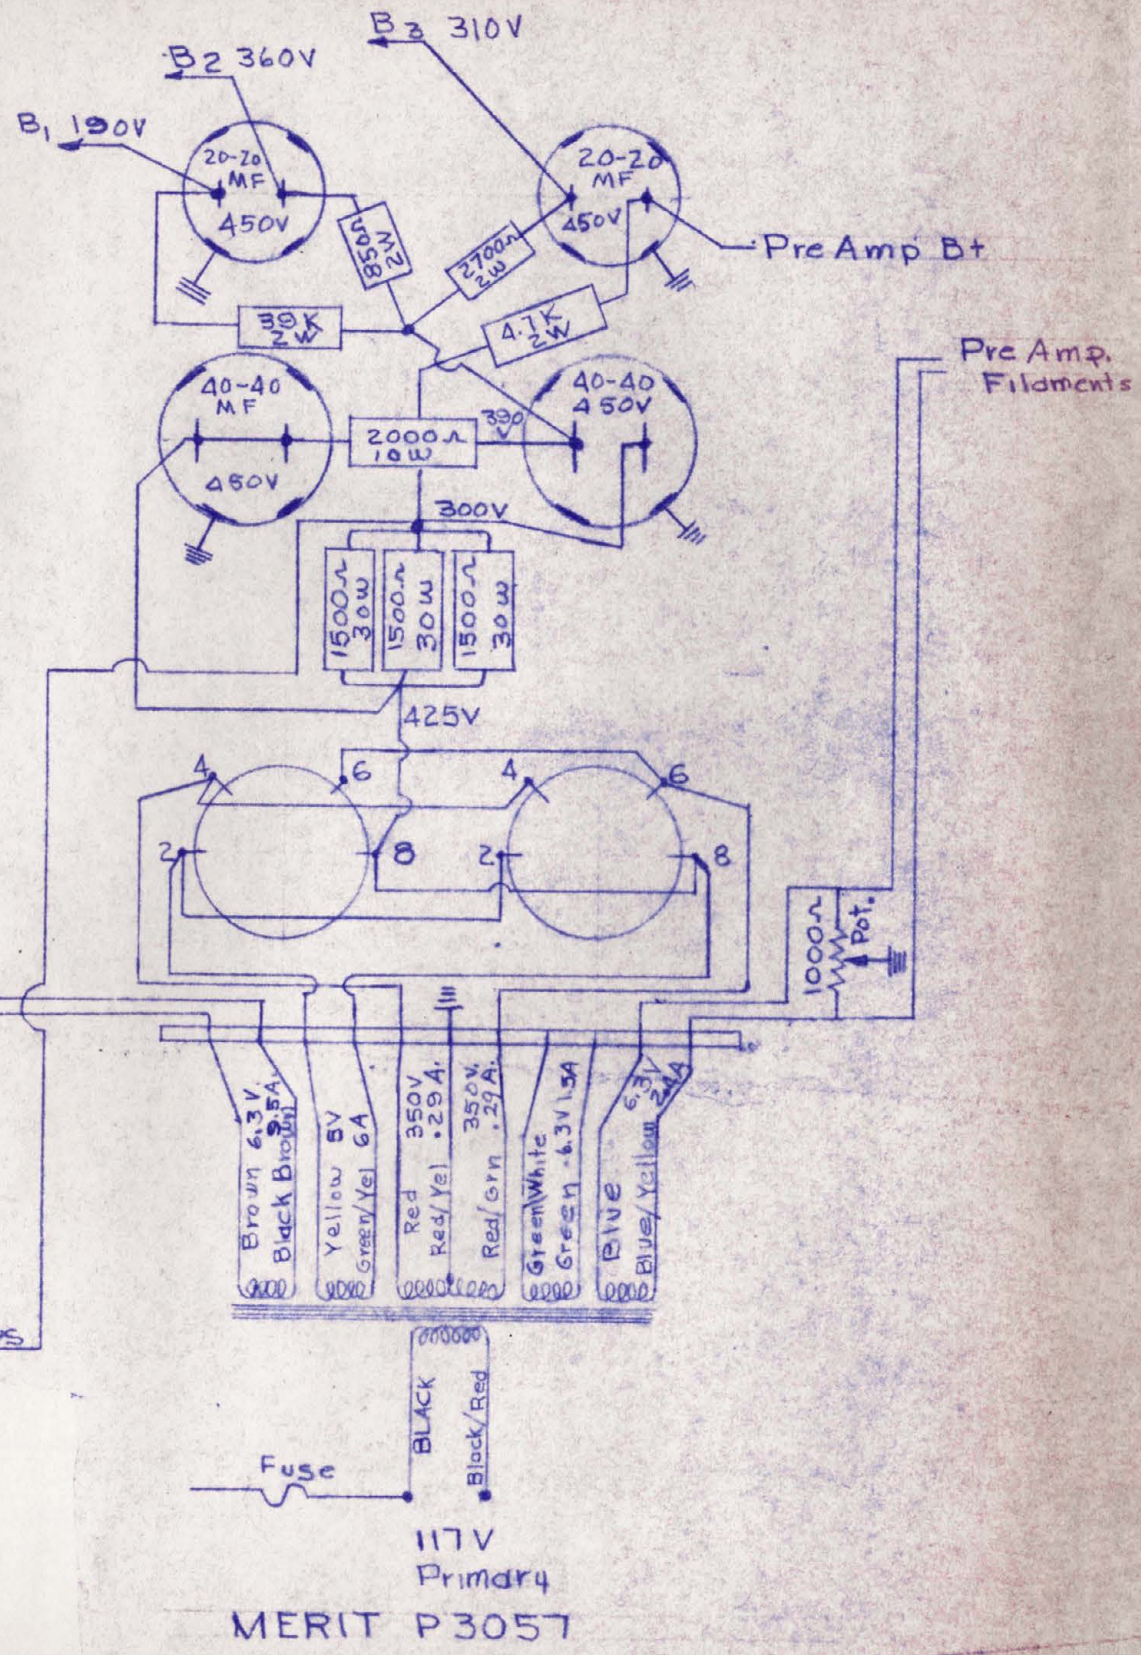 B3 310V
B2 360V
B1 190V
20-20
MF
450V
20-20
MF
450V
Pre Amp B+
850Ω
2W
2700Ω
2W
39K
2W
4.7K
2W
Pre Amp.
Filaments
40-40
MF
450V
40-40
450V
2000Ω
10W
390
V
300V
1500Ω
30W
1500Ω
30W
1500Ω
30W
425V
4
6
4
6
2
8
2
8
1000Ω
Pot.
Brown 6.3V.
Black Brown
Yellow 5V
Green/Yel 6A
Red 350V
Red/Yel .29A.
350V.
Red/Grn .29A.
Green\White
Green 6.3V 1.5A
Blue 6.3V
Blue/Yellow
BLACK
Black/Red
Fuse
117V
Primary
MERIT P3057